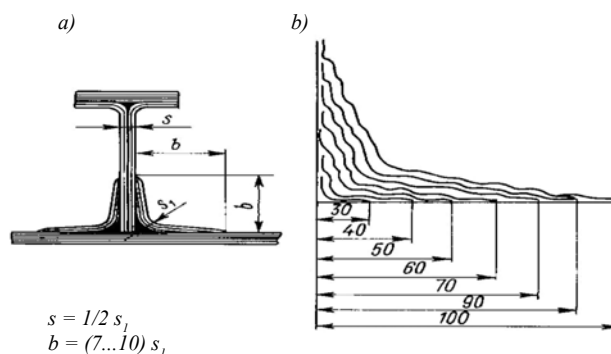 a)
b)
s
b
b
s₁
30
40
50
60
70
90
100
s = 1/2 s₁
b = (7...10) s₁